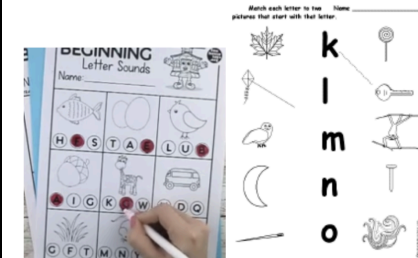 BEGINNING
Letter Sounds
Name:
H F S T A E L U B
A I G K W D Q
G F T M N
Match each letter to two Name
pictures that start with that letter.
k
l
m
n
o